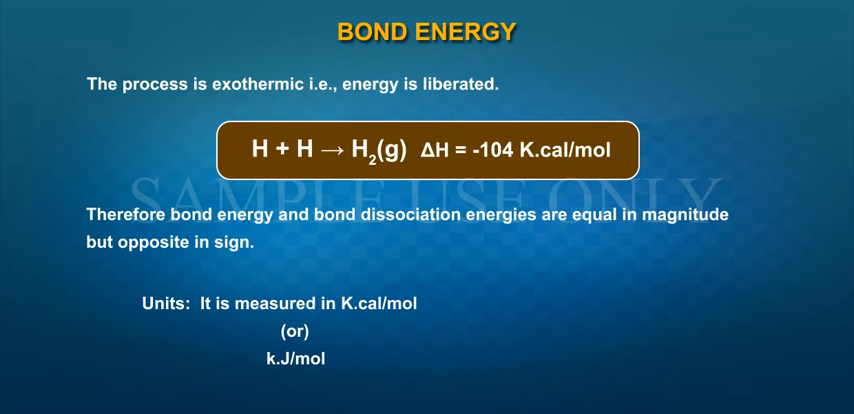 BOND ENERGY
The process is exothermic i.e., energy is liberated.
H + H → H₂(g) ΔH = -104 K.cal/mol
SAMPLE USE ONLY
Therefore bond energy and bond dissociation energies are equal in magnitude
but opposite in sign.
Units: It is measured in K.cal/mol
(or)
k.J/mol